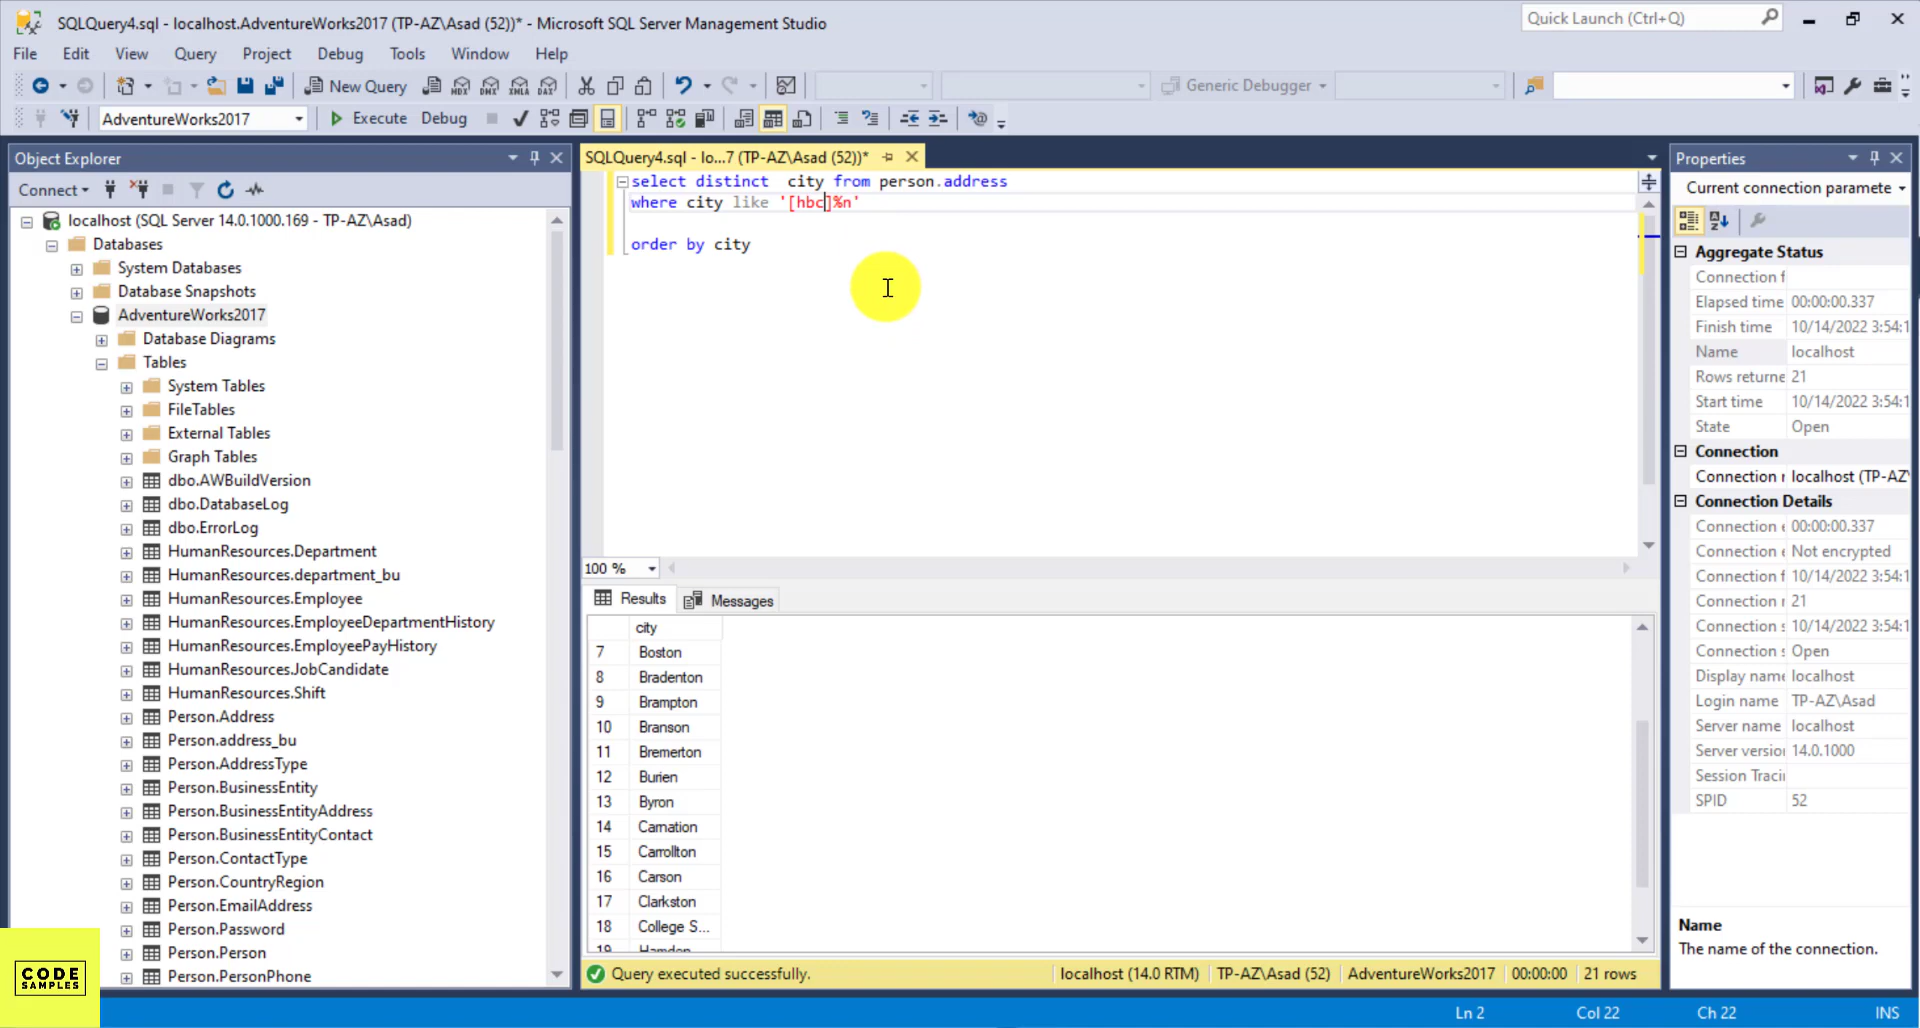 SQLQuery4.sql - localhost.AdventureWorks2017 (TP-AZ\Asad (52))* - Microsoft SQL Server Management Studio
Quick Launch (Ctrl+Q)
File Edit View Query Project Debug Tools Window Help
New Query
MDX DMX XMLA DAX
Generic Debugger
AdventureWorks2017
Execute Debug
Object Explorer
Connect
localhost (SQL Server 14.0.1000.169 - TP-AZ\Asad)
Databases
System Databases
Database Snapshots
AdventureWorks2017
Database Diagrams
Tables
System Tables
FileTables
External Tables
Graph Tables
dbo.AWBuildVersion
dbo.DatabaseLog
dbo.ErrorLog
HumanResources.Department
HumanResources.department_bu
HumanResources.Employee
HumanResources.EmployeeDepartmentHistory
HumanResources.EmployeePayHistory
HumanResources.JobCandidate
HumanResources.Shift
Person.Address
Person.address_bu
Person.AddressType
Person.BusinessEntity
Person.BusinessEntityAddress
Person.BusinessEntityContact
Person.ContactType
Person.CountryRegion
Person.EmailAddress
Person.Password
Person.Person
Person.PersonPhone
CODE
SAMPLES
SQLQuery4.sql - lo...7 (TP-AZ\Asad (52))*
select distinct  city from person.address
where city like '[hbc]%n'
order by city
100 %
Results Messages
city
7 Boston
8 Bradenton
9 Brampton
10 Branson
11 Bremerton
12 Burien
13 Byron
14 Carnation
15 Carrollton
16 Carson
17 Clarkston
18 College S...
19 Hamden
Query executed successfully. localhost (14.0 RTM) TP-AZ\Asad (52) AdventureWorks2017 00:00:00 21 rows
Properties
Current connection paramete
Aggregate Status
Connection f
Elapsed time 00:00:00.337
Finish time 10/14/2022 3:54:1
Name localhost
Rows returne 21
Start time 10/14/2022 3:54:1
State Open
Connection
Connection r localhost (TP-AZ\
Connection Details
Connection e 00:00:00.337
Connection e Not encrypted
Connection f 10/14/2022 3:54:1
Connection r 21
Connection s 10/14/2022 3:54:1
Connection s Open
Display name localhost
Login name TP-AZ\Asad
Server name localhost
Server versio 14.0.1000
Session Traci
SPID 52
Name
The name of the connection.
Ln 2 Col 22 Ch 22 INS